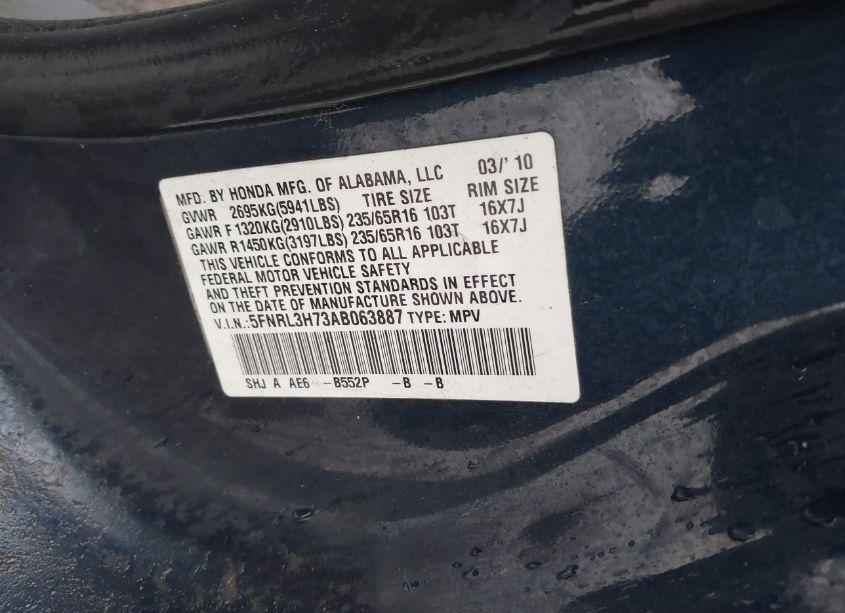 MFD. BY HONDA MFG. OF ALABAMA, LLC 03/' 10
GVWR 2695KG(5941LBS) TIRE SIZE RIM SIZE
GAWR F 1320KG(2910LBS) 235/65R16 103T 16X7J
GAWR R1450KG(3197LBS) 235/65R16 103T 16X7J
THIS VEHICLE CONFORMS TO ALL APPLICABLE
FEDERAL MOTOR VEHICLE SAFETY
AND THEFT PREVENTION STANDARDS IN EFFECT
ON THE DATE OF MANUFACTURE SHOWN ABOVE.
V.I.N.:5FNRL3H73AB063887 TYPE: MPV
SHJ A AE6 -B552P -B -B